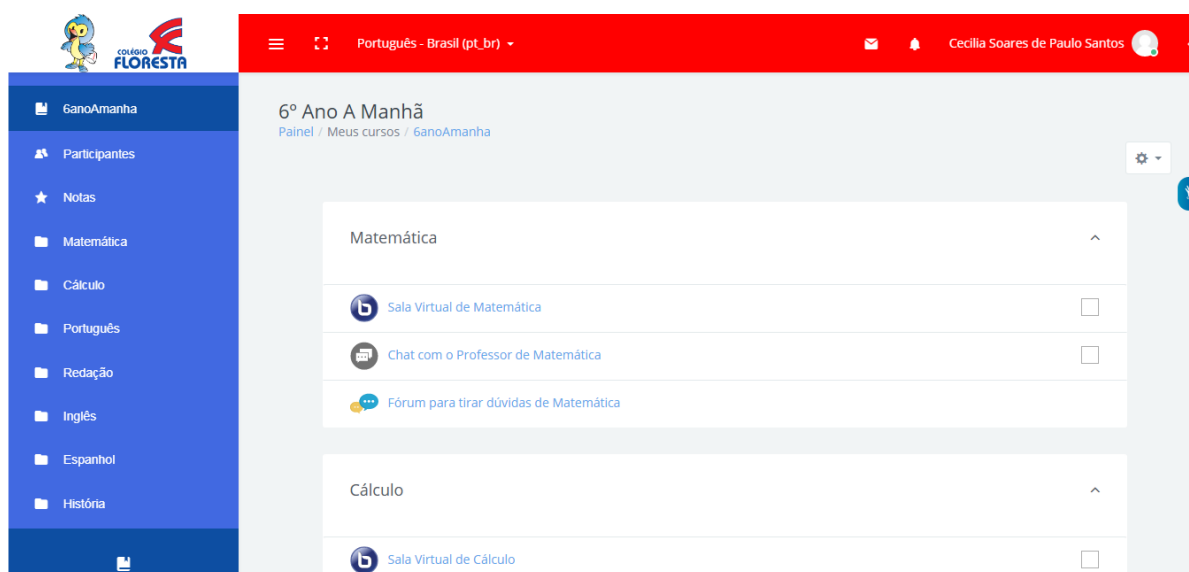 COLÉGIO
FLORESTA
Português - Brasil (pt_br)
Cecilia Soares de Paulo Santos
6anoAmanha
Participantes
Notas
Matemática
Cálculo
Português
Redação
Inglês
Espanhol
História
6º Ano A Manhã
Painel / Meus cursos / 6anoAmanha
Matemática
Sala Virtual de Matemática
Chat com o Professor de Matemática
Fórum para tirar dúvidas de Matemática
Cálculo
Sala Virtual de Cálculo